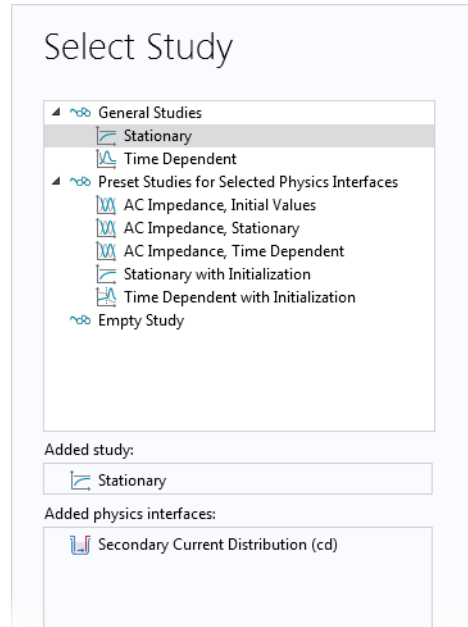 Select Study
General Studies
Stationary
Time Dependent
Preset Studies for Selected Physics Interfaces
AC Impedance, Initial Values
AC Impedance, Stationary
AC Impedance, Time Dependent
Stationary with Initialization
Time Dependent with Initialization
Empty Study
Added study:
Stationary
Added physics interfaces:
Secondary Current Distribution (cd)